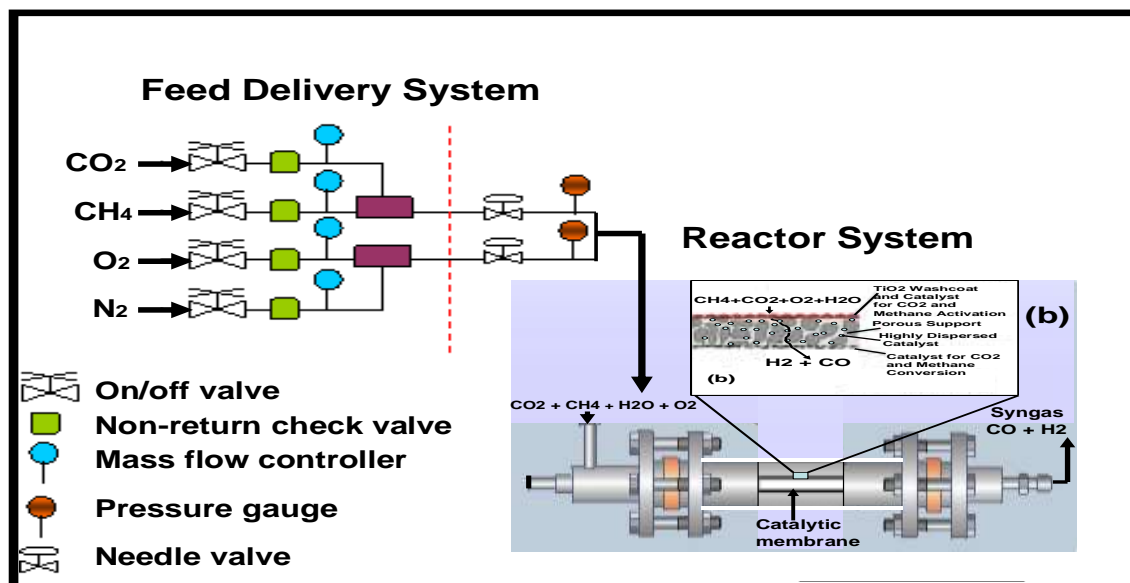 Feed Delivery System
CO2
CH4
O2
N2
On/off valve
Non-return check valve
Mass flow controller
Pressure gauge
Needle valve
Reactor System
CH4+CO2+O2+H2O
TiO2 Washcoat
and Catalyst
for CO2 and
Methane Activation
Porous Support
Highly Dispersed
Catalyst
Catalyst for CO2
and Methane
Conversion
H2 + CO
(b)
(b)
CO2 + CH4 + H2O + O2
Syngas
CO + H2
Catalytic
membrane